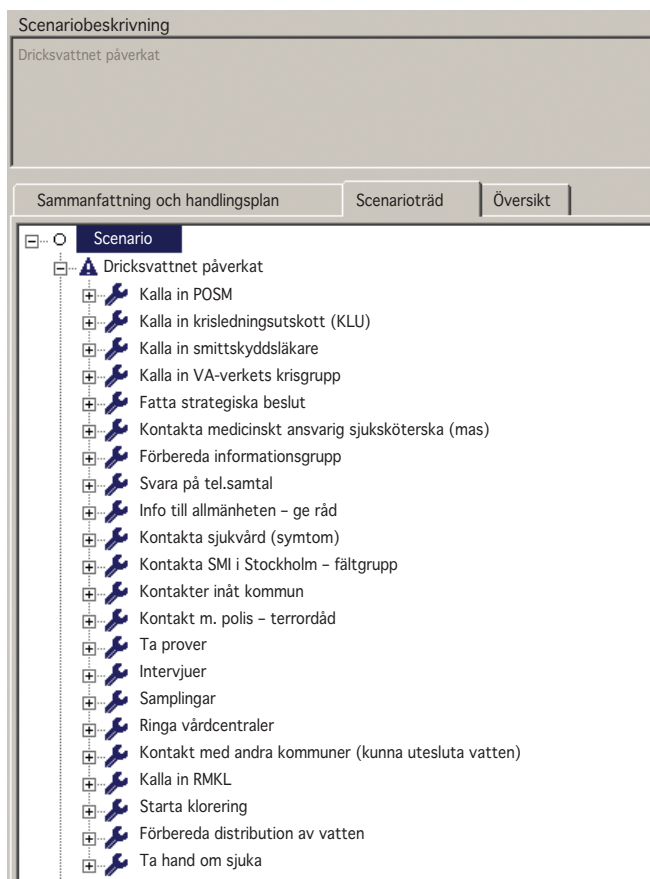 Scenariobeskrivning
Dricksvattnet påverkat
Sammanfattning och handlingsplan Scenarioträd Översikt
Scenario
Dricksvattnet påverkat
Kalla in POSM
Kalla in krisledningsutskott (KLU)
Kalla in smittskyddsläkare
Kalla in VA-verkets krisgrupp
Fatta strategiska beslut
Kontakta medicinskt ansvarig sjuksköterska (mas)
Förbereda informationsgrupp
Svara på tel.samtal
Info till allmänheten – ge råd
Kontakta sjukvård (symtom)
Kontakta SMI i Stockholm – fältgrupp
Kontakter inåt kommun
Kontakt m. polis – terrordåd
Ta prover
Intervjuer
Samplingar
Ringa vårdcentraler
Kontakt med andra kommuner (kunna utesluta vatten)
Kalla in RMKL
Starta klorering
Förbereda distribution av vatten
Ta hand om sjuka